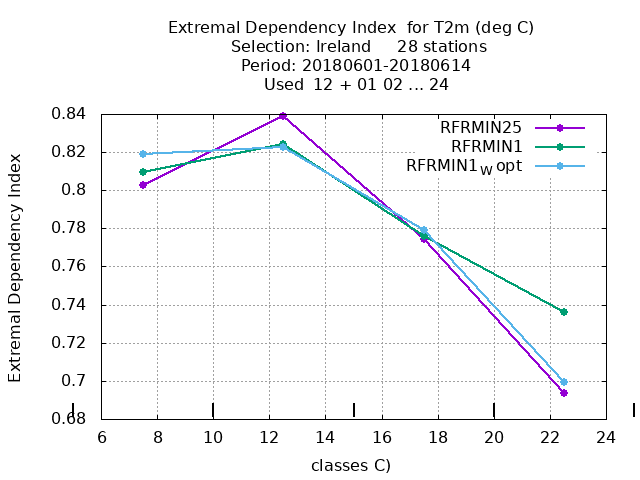 Extremal Dependency Index  for T2m (deg C)
Selection: Ireland     28 stations
Period: 20180601-20180614
Used  12 + 01 02 ... 24
RFRMIN25
RFRMIN1
RFRMIN1w opt
Extremal Dependency Index
0.84
0.82
0.8
0.78
0.76
0.74
0.72
0.7
0.68
6 8 10 12 14 16 18 20 22 24
classes C)